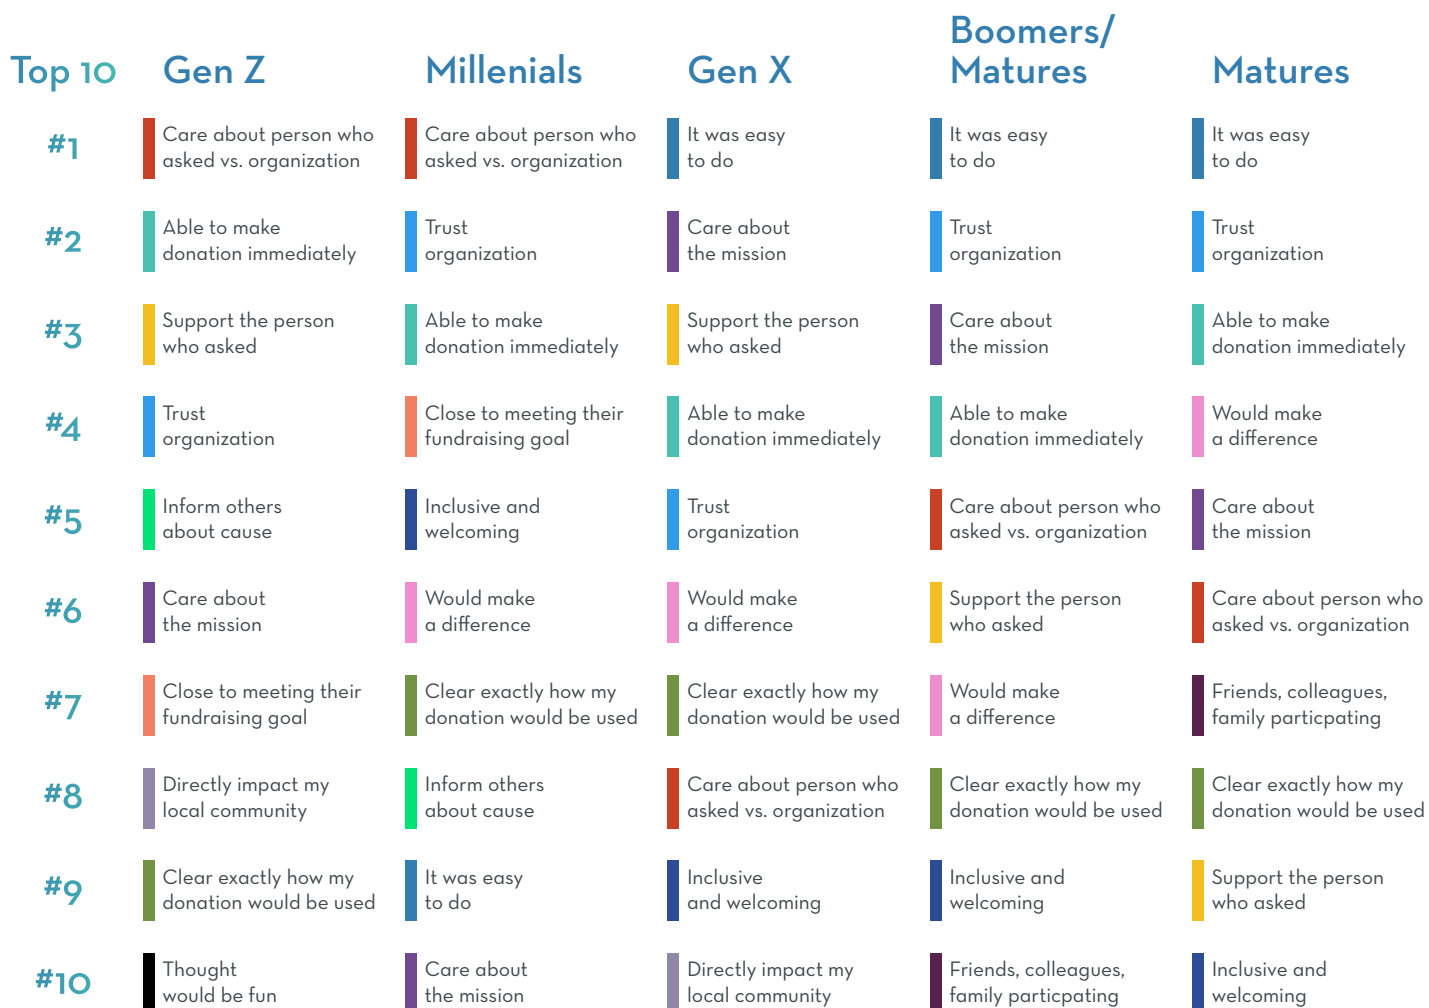 Top 10
Gen Z
Millenials
Gen X
Boomers/
Matures
Matures
#1
Care about person who
asked vs. organization
Care about person who
asked vs. organization
It was easy
to do
It was easy
to do
It was easy
to do
#2
Able to make
donation immediately
Trust
organization
Care about
the mission
Trust
organization
Trust
organization
#3
Support the person
who asked
Able to make
donation immediately
Support the person
who asked
Care about
the mission
Able to make
donation immediately
#4
Trust
organization
Close to meeting their
fundraising goal
Able to make
donation immediately
Able to make
donation immediately
Would make
a difference
#5
Inform others
about cause
Inclusive and
welcoming
Trust
organization
Care about person who
asked vs. organization
Care about
the mission
#6
Care about
the mission
Would make
a difference
Would make
a difference
Support the person
who asked
Care about person who
asked vs. organization
#7
Close to meeting their
fundraising goal
Clear exactly how my
donation would be used
Clear exactly how my
donation would be used
Would make
a difference
Friends, colleagues,
family particpating
#8
Directly impact my
local community
Inform others
about cause
Care about person who
asked vs. organization
Clear exactly how my
donation would be used
Clear exactly how my
donation would be used
#9
Clear exactly how my
donation would be used
It was easy
to do
Inclusive
and welcoming
Inclusive and
welcoming
Support the person
who asked
#10
Thought
would be fun
Care about
the mission
Directly impact my
local community
Friends, colleagues,
family particpating
Inclusive and
welcoming